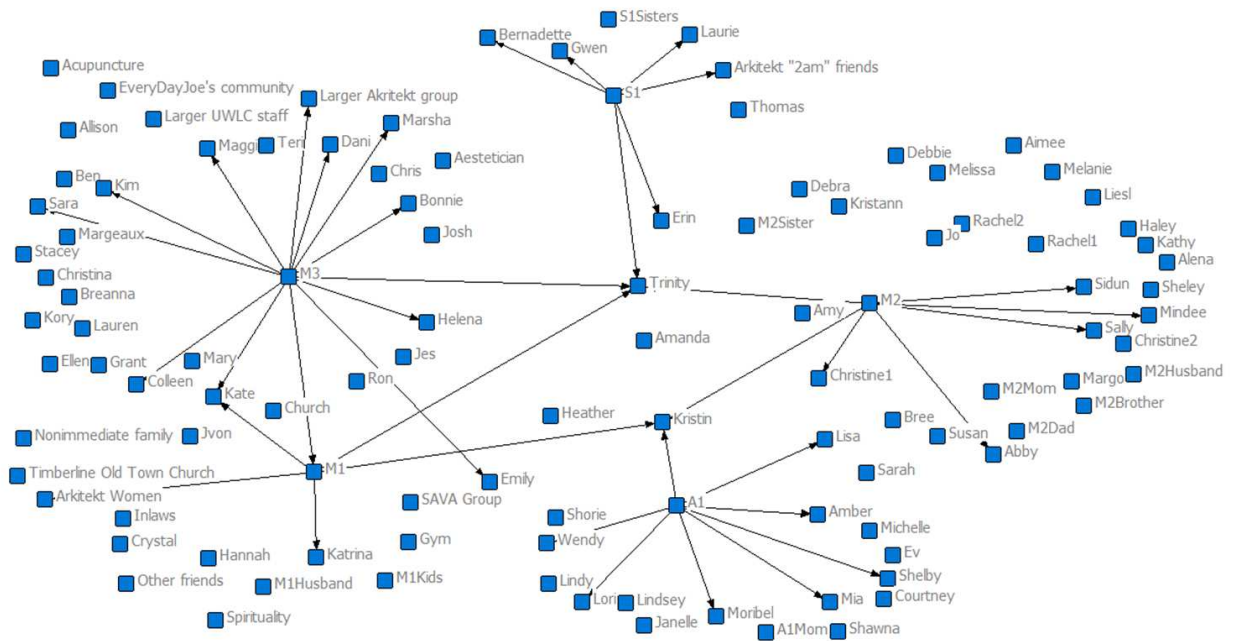 S1Sisters
Bernadette
Laurie
Gwen
Acupuncture
Arkitekt "2am" friends
EveryDayJoe's community
Larger Akritekt group
S1
Thomas
Larger UWLC staff
Marsha
Allison
Maggi
Teri
Dani
Aimee
Debbie
Aestetician
Chris
Melissa
Melanie
Ben
Kim
Debra
Liesl
Sara
Bonnie
Kristann
Erin
M2Sister
Rachel2
Haley
Margeaux
Josh
Jo
Rachel1
Kathy
Stacey
Alena
Christina
M3
Trinity
Sidun
Sheley
Breanna
M2
Amy
Mindee
Kory
Lauren
Helena
Sally
Amanda
Christine2
Ellen
Grant
Mary
Jes
Colleen
Ron
Christine1
M2Husband
Margo
Kate
M2Mom
Church
Heather
Kristin
M2Brother
Bree
Nonimmediate family
Jvon
Lisa
Susan
M2Dad
Abby
Timberline Old Town Church
M1
Emily
Sarah
Arkitekt Women
SAVA Group
A1
Inlaws
Shorie
Amber
Michelle
Crystal
Gym
Wendy
Hannah
Katrina
Ev
Other friends
M1Husband
M1Kids
Lindy
Shelby
Lori
Lindsey
Mia
Courtney
Spirituality
Janelle
Moribel
A1Mom
Shawna